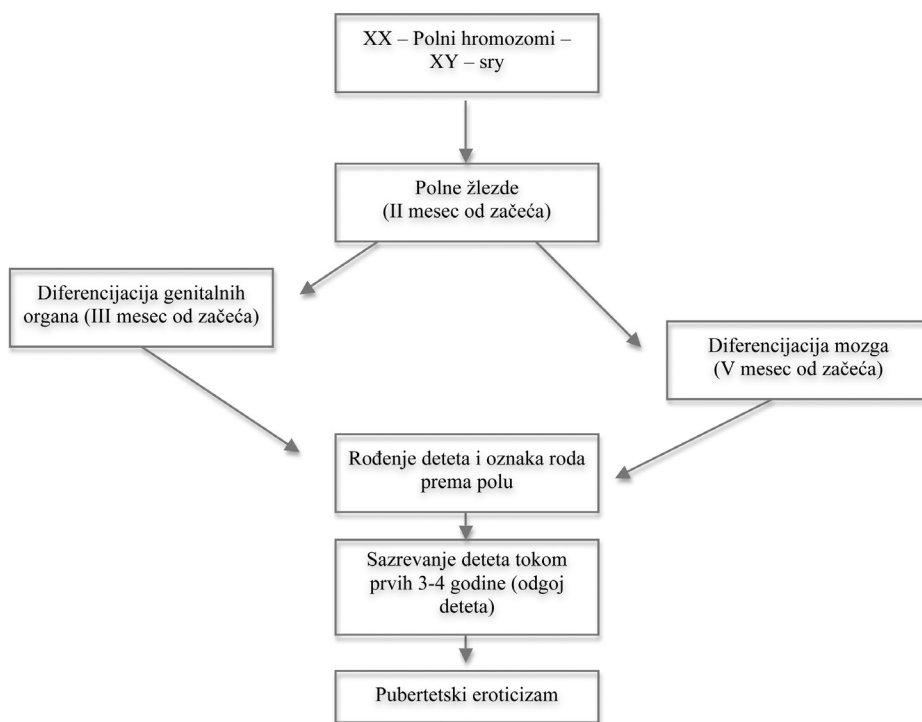 XX – Polni hromozomi –
XY – sry
Polne žlezde
(II mesec od začeća)
Diferencijacija genitalnih
organa (III mesec od začeća)
Diferencijacija mozga
(V mesec od začeća)
Rođenje deteta i oznaka roda
prema polu
Sazrevanje deteta tokom
prvih 3-4 godine (odgoj
deteta)
Pubertetski eroticizam